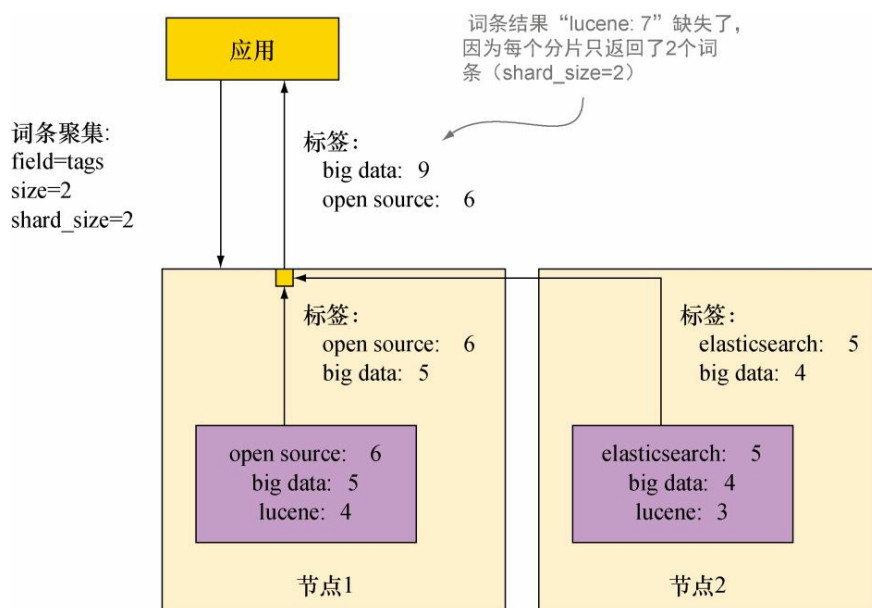 词条结果“lucene: 7”缺失了，
因为每个分片只返回了2个词
条（shard_size=2）
应用
词条聚集:
field=tags
size=2
shard_size=2
标签：
big data: 9
open source: 6
标签：
open source: 6
big data: 5
标签：
elasticsearch: 5
big data: 4
open source: 6
big data: 5
lucene: 4
elasticsearch: 5
big data: 4
lucene: 3
节点1
节点2